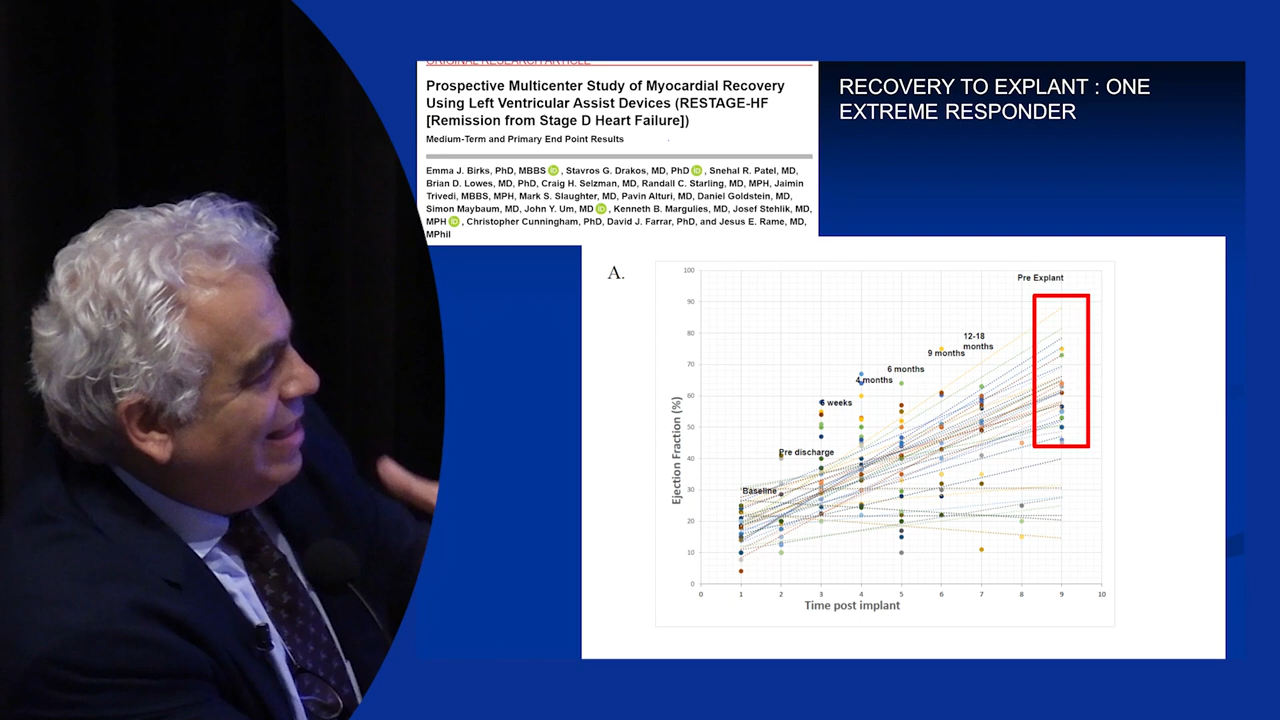 ORIGINAL RESEARCH ARTICLE
Prospective Multicenter Study of Myocardial Recovery
Using Left Ventricular Assist Devices (RESTAGE-HF
[Remission from Stage D Heart Failure])
Medium-Term and Primary End Point Results
Emma J. Birks, PhD, MBBS iD, Stavros G. Drakos, MD, PhD iD, Snehal R. Patel, MD,
Brian D. Lowes, MD, PhD, Craig H. Selzman, MD, Randall C. Starling, MD, MPH, Jaimin
Trivedi, MBBS, MPH, Mark S. Slaughter, MD, Pavin Alturi, MD, Daniel Goldstein, MD,
Simon Maybaum, MD, John Y. Um, MD iD, Kenneth B. Margulies, MD, Josef Stehlik, MD,
MPH iD, Christopher Cunningham, PhD, David J. Farrar, PhD, and Jesus E. Rame, MD,
MPhil
RECOVERY TO EXPLANT : ONE
EXTREME RESPONDER
A.
Pre Explant
12-18
months
9 months
6 months
4 months
6 weeks
Pre discharge
Baseline
Ejection Fraction (%)
100
90
80
70
60
50
40
30
20
10
0
0 1 2 3 4 5 6 7 8 9 10
Time post implant